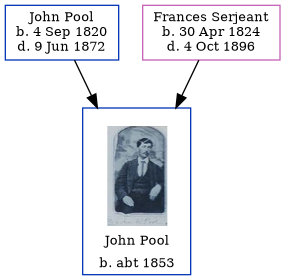 John Pool
b. 4 Sep 1820
d. 9 Jun 1872
Frances Serjeant
b. 30 Apr 1824
d. 4 Oct 1896
John Pool
b. abt 1853